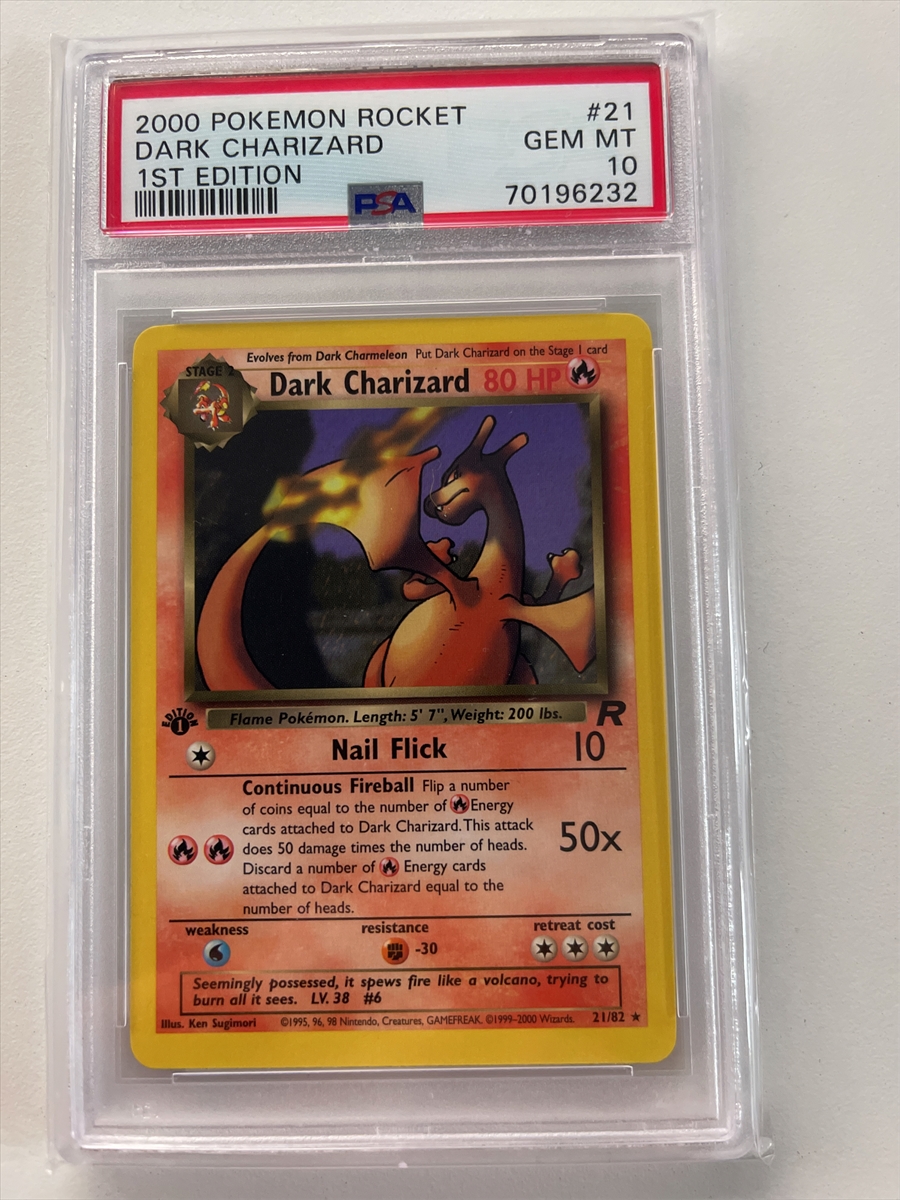 2000 POKEMON ROCKET #21
DARK CHARIZARD GEM MT
1ST EDITION 10
PSA 70196232
Evolves from Dark Charmeleon Put Dark Charizard on the Stage 1 card
STAGE 2
Dark Charizard 80 HP
EDITION 1
Flame Pokémon. Length: 5' 7", Weight: 200 lbs. R
Nail Flick 10
Continuous Fireball Flip a number
of coins equal to the number of Energy
cards attached to Dark Charizard. This attack
does 50 damage times the number of heads. 50x
Discard a number of Energy cards
attached to Dark Charizard equal to the
number of heads.
weakness resistance retreat cost
-30
Seemingly possessed, it spews fire like a volcano, trying to
burn all it sees. LV. 38 #6
Illus. Ken Sugimori ©1995, 96, 98 Nintendo, Creatures, GAMEFREAK. ©1999-2000 Wizards. 21/82 ★